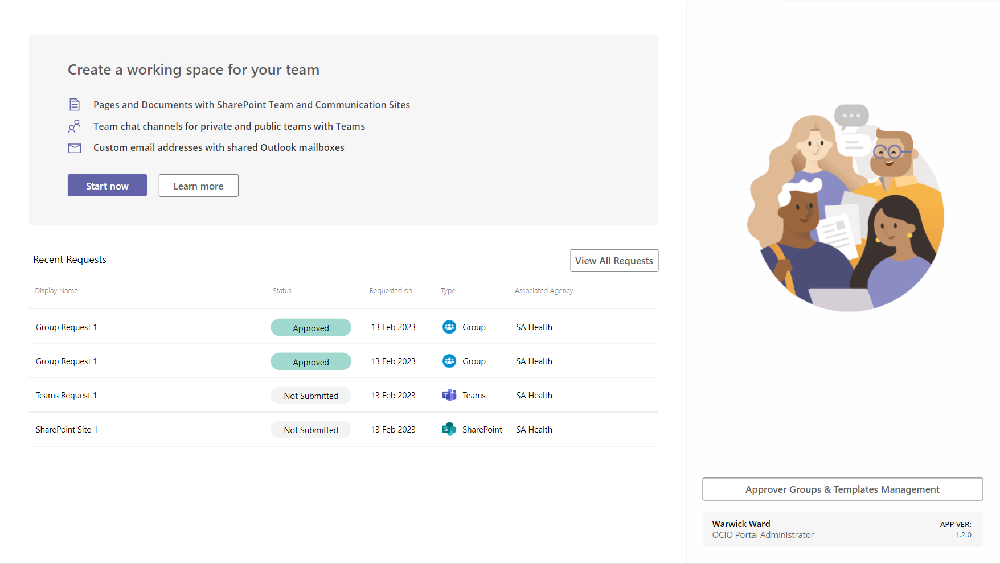 Create a working space for your team
Pages and Documents with SharePoint Team and Communication Sites
Team chat channels for private and public teams with Teams
Custom email addresses with shared Outlook mailboxes
Start now Learn more
Recent Requests View All Requests
Display Name Status Requested on Type Associated Agency
Group Request 1 Approved 13 Feb 2023 Group SA Health
Group Request 1 Approved 13 Feb 2023 Group SA Health
Teams Request 1 Not Submitted 13 Feb 2023 T Teams SA Health
SharePoint Site 1 Not Submitted 13 Feb 2023 S SharePoint SA Health
Approver Groups & Templates Management
Warwick Ward APP VER:
OCIO Portal Administrator 1.2.0